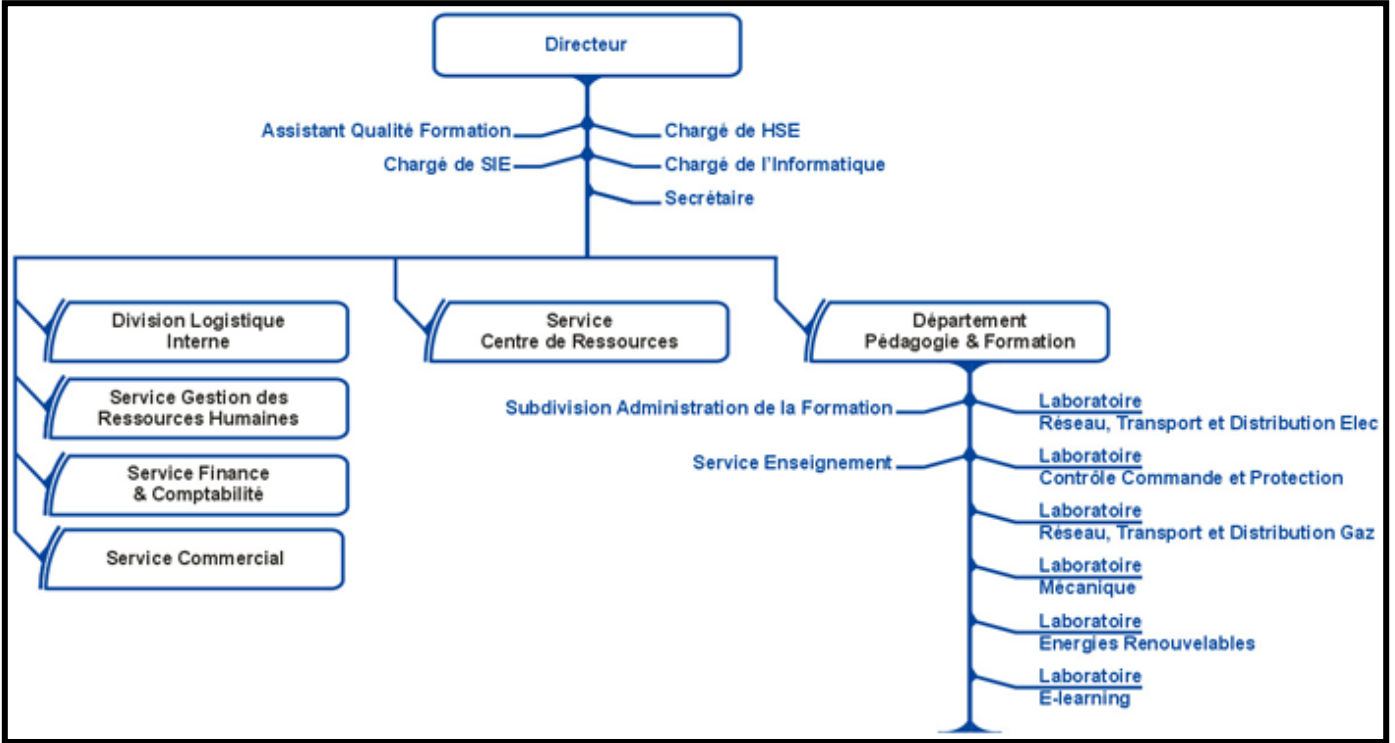 Directeur
Assistant Qualité Formation
Chargé de HSE
Chargé de SIE
Chargé de l'Informatique
Secrétaire
Division Logistique
Interne
Service Gestion des
Ressources Humaines
Service Finance
& Comptabilité
Service Commercial
Service
Centre de Ressources
Département
Pédagogie & Formation
Subdivision Administration de la Formation
Service Enseignement
Laboratoire
Réseau, Transport et Distribution Elec
Laboratoire
Contrôle Commande et Protection
Laboratoire
Réseau, Transport et Distribution Gaz
Laboratoire
Mécanique
Laboratoire
Energies Renouvelables
Laboratoire
E-learning